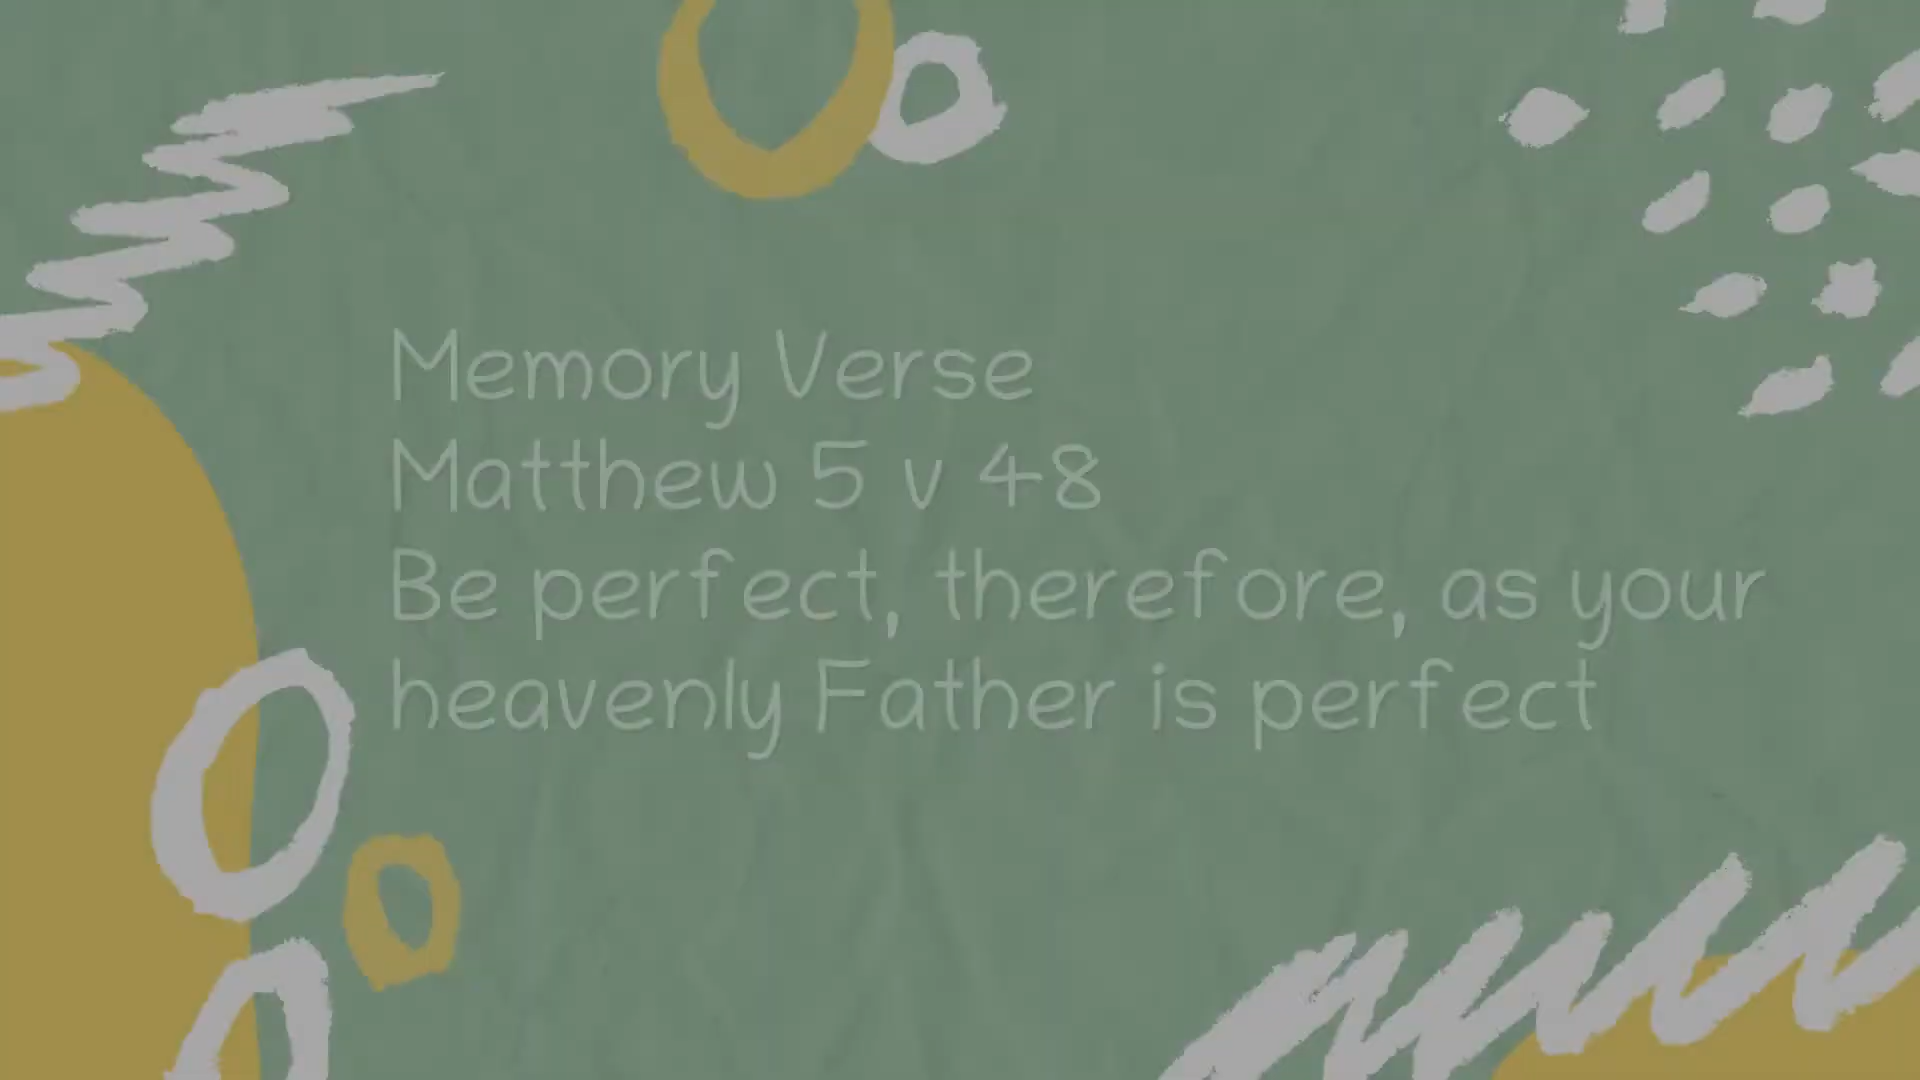 Memory Verse
Matthew 5 v 48
Be perfect, therefore, as your
heavenly Father is perfect